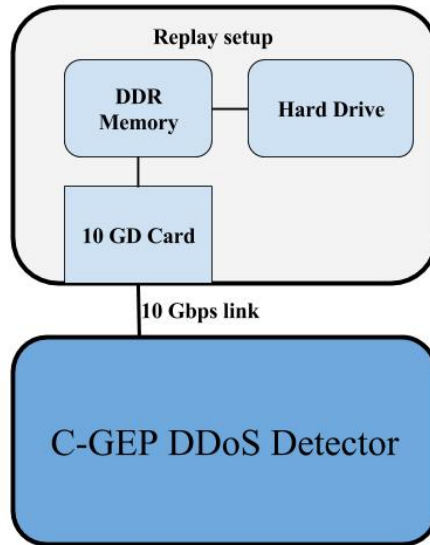 Replay setup
DDR
Memory
Hard Drive
10 GD Card
10 Gbps link
C-GEP DDoS Detector